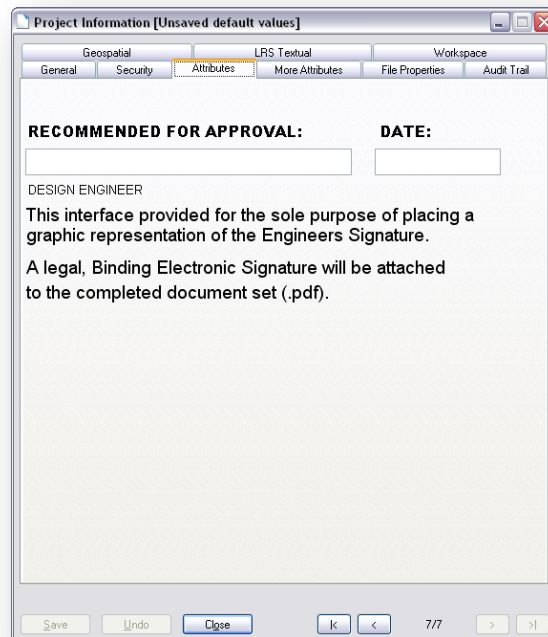 Project Information [Unsaved default values]
Geospatial LRS Textual Workspace
General Security Attributes More Attributes File Properties Audit Trail
RECOMMENDED FOR APPROVAL: DATE:
DESIGN ENGINEER
This interface provided for the sole purpose of placing a
graphic representation of the Engineers Signature.
A legal, Binding Electronic Signature will be attached
to the completed document set (.pdf).
Save Undo Close |< < 7/7 > >|